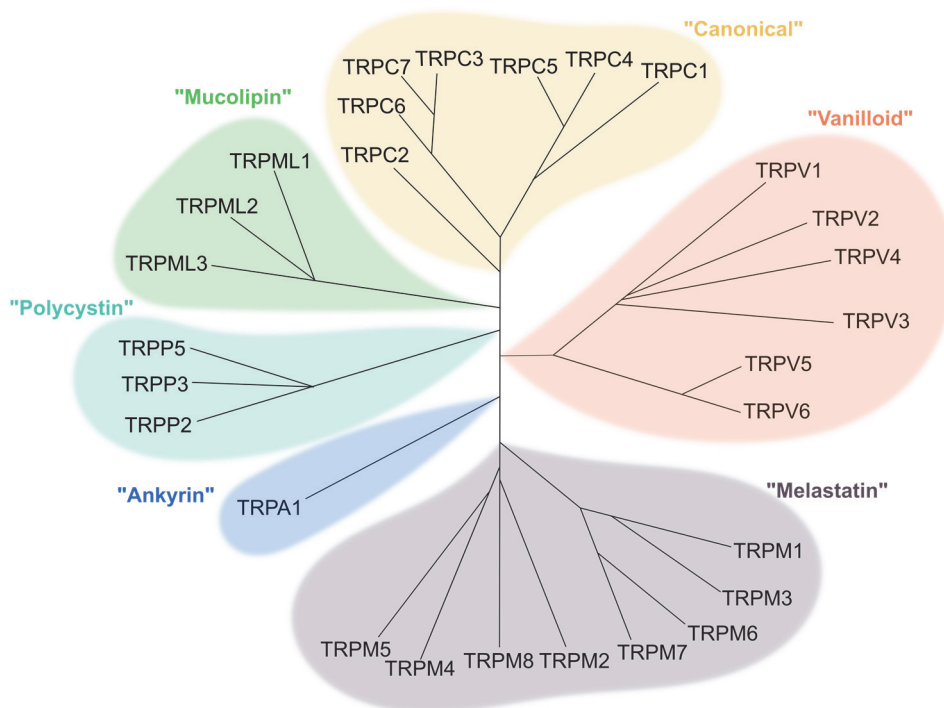 "Canonical"
TRPC7
TRPC3
TRPC5
TRPC4
TRPC1
TRPC6
TRPC2
"Mucolipin"
TRPML1
TRPML2
TRPML3
"Vanilloid"
TRPV1
TRPV2
TRPV4
TRPV3
TRPV5
TRPV6
"Polycystin"
TRPP5
TRPP3
TRPP2
"Ankyrin"
TRPA1
"Melastatin"
TRPM1
TRPM3
TRPM6
TRPM7
TRPM2
TRPM8
TRPM4
TRPM5